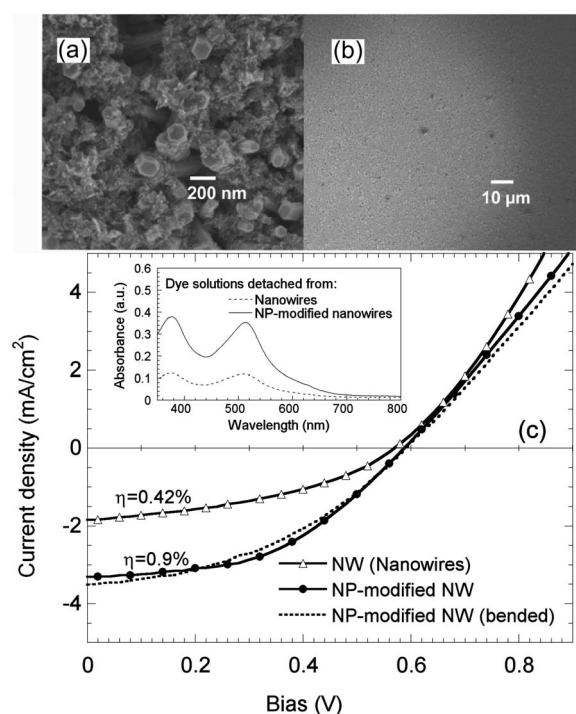 (a)
200 nm
(b)
10 µm
Dye solutions detached from:
Nanowires
NP-modified nanowires
Absorbance (a.u.)
0.6
0.5
0.4
0.3
0.2
0.1
0
400 500 600 700 800
Wavelength (nm)
(c)
Current density (mA/cm²)
4
2
0
-2
-4
η=0.42%
η=0.9%
NW (Nanowires)
NP-modified NW
NP-modified NW (bended)
0 0.2 0.4 0.6 0.8
Bias (V)